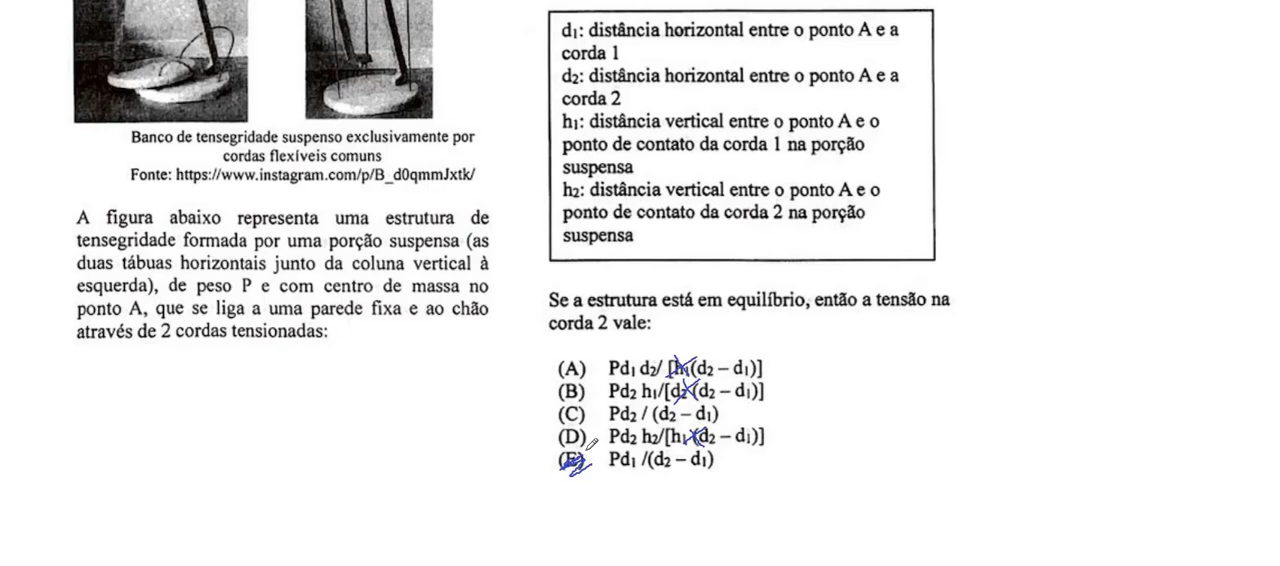 Banco de tensegridade suspenso exclusivamente por
cordas flexíveis comuns
Fonte: https://www.instagram.com/p/B_d0qmmJxtk/
A figura abaixo representa uma estrutura de
tensegridade formada por uma porção suspensa (as
duas tábuas horizontais junto da coluna vertical à
esquerda), de peso P e com centro de massa no
ponto A, que se liga a uma parede fixa e ao chão
através de 2 cordas tensionadas:
d₁: distância horizontal entre o ponto A e a
corda 1
d₂: distância horizontal entre o ponto A e a
corda 2
h₁: distância vertical entre o ponto A e o
ponto de contato da corda 1 na porção
suspensa
h₂: distância vertical entre o ponto A e o
ponto de contato da corda 2 na porção
suspensa
Se a estrutura está em equilíbrio, então a tensão na
corda 2 vale:
(A) Pd₁ d₂/ [h₁(d₂ – d₁)]
(B) Pd₂ h₁/[d₂ (d₂ – d₁)]
(C) Pd₂ / (d₂ – d₁)
(D) Pd₂ h₂/[h₁ (d₂ – d₁)]
(E) Pd₁ /(d₂ – d₁)